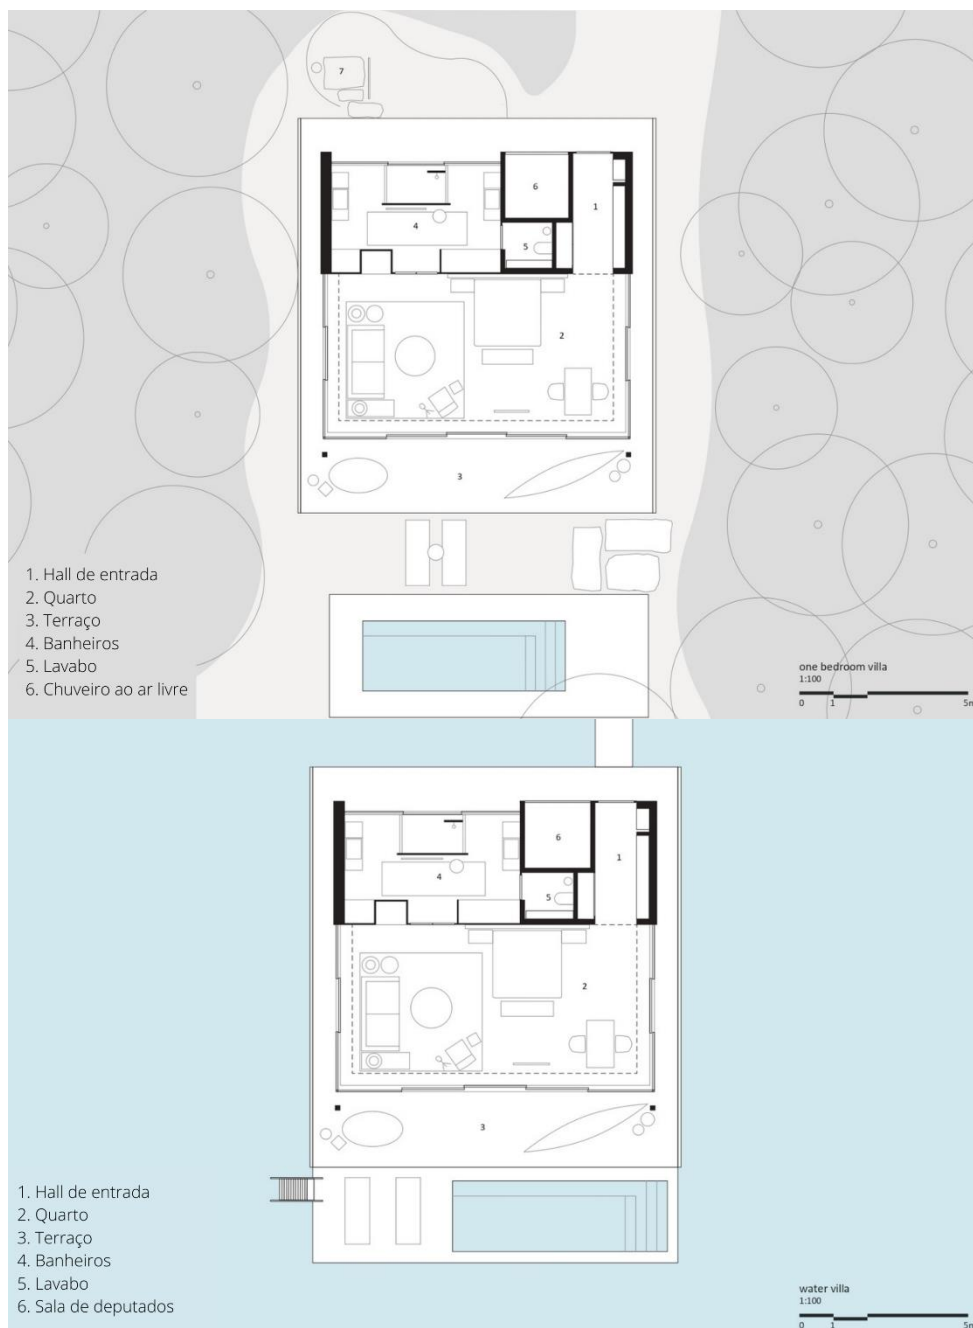 7
6
1
4
5
2
3
1. Hall de entrada
2. Quarto
3. Terraço
4. Banheiros
5. Lavabo
6. Chuveiro ao ar livre
one bedroom villa
1:100
0 1 5m
6
1
4
5
2
3
1. Hall de entrada
2. Quarto
3. Terraço
4. Banheiros
5. Lavabo
6. Sala de deputados
water villa
1:100
0 1 5m